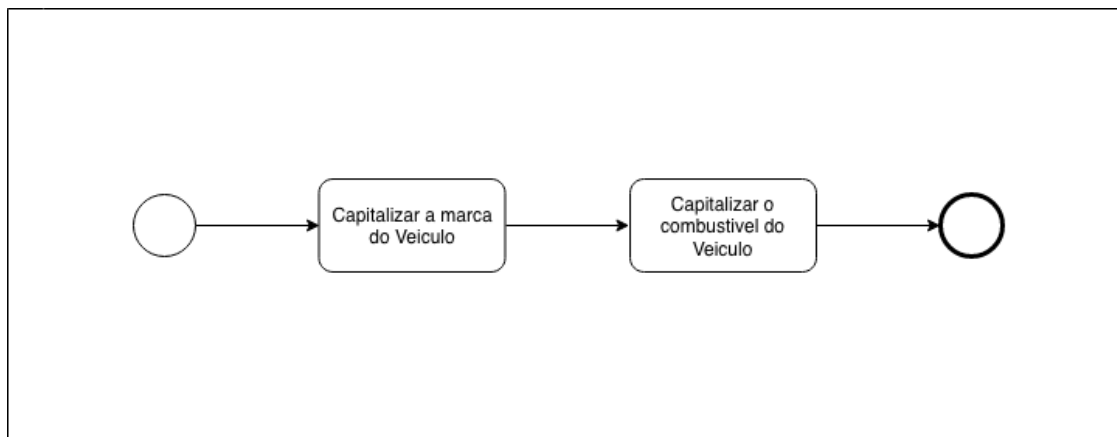 Capitalizar a marca
do Veiculo
Capitalizar o
combustivel do
Veiculo